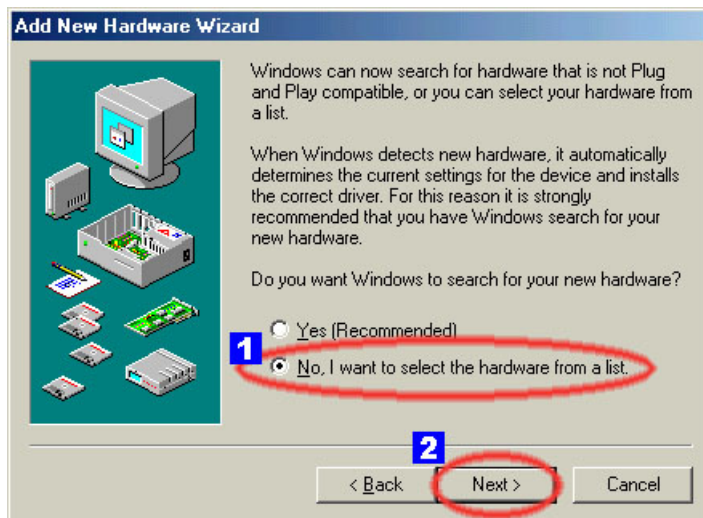 Add New Hardware Wizard
Windows can now search for hardware that is not Plug
and Play compatible, or you can select your hardware from
a list.
When Windows detects new hardware, it automatically
determines the current settings for the device and installs
the correct driver. For this reason it is strongly
recommended that you have Windows search for your
new hardware.
Do you want Windows to search for your new hardware?
Yes (Recommended)
1
No, I want to select the hardware from a list.
2
< Back
Next >
Cancel